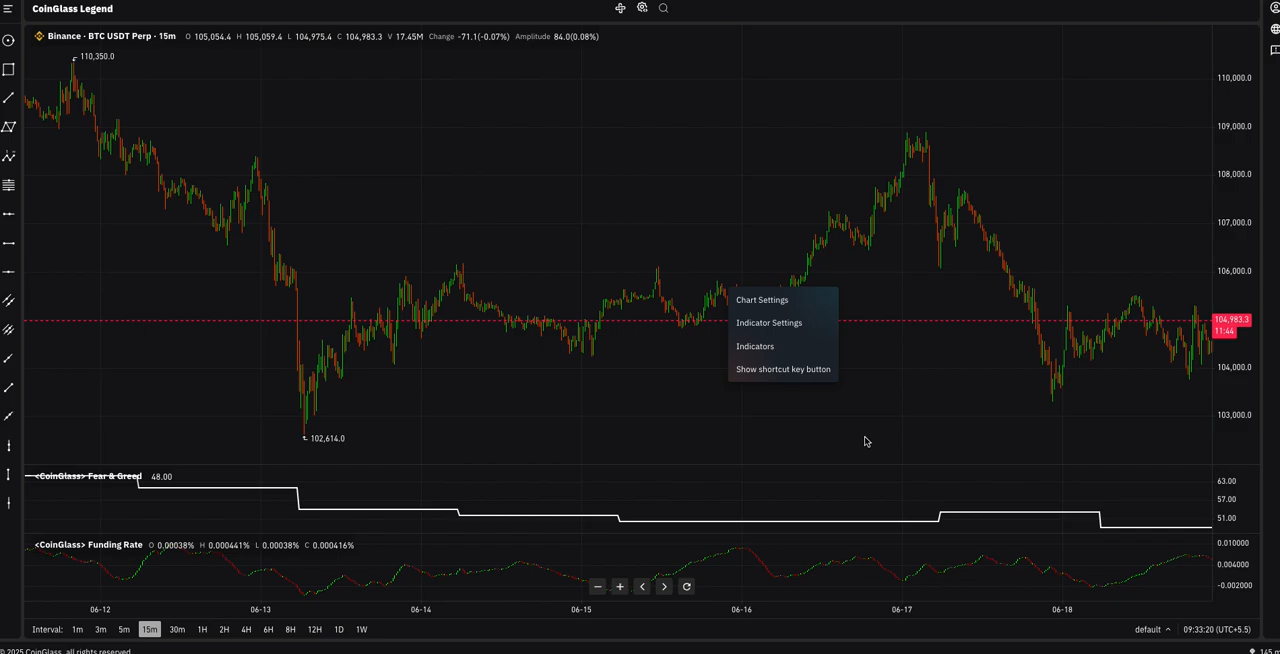 CoinGlass Legend
Binance · BTC USDT Perp · 15m O 105,054.4 H 105,059.4 L 104,975.4 C 104,983.3 V 17.45M Change -71.1(-0.07%) Amplitude 84.0(0.08%)
110,350.0
110,000.0
109,000.0
108,000.0
107,000.0
106,000.0
Chart Settings
Indicator Settings
Indicators
Show shortcut key button
104,983.3
11:44
104,000.0
103,000.0
102,614.0
<CoinGlass> Fear & Greed 48.00
63.00
57.00
51.00
<CoinGlass> Funding Rate O 0.00038% H 0.000441% L 0.00038% C 0.000416%
0.010000
0.004000
-0.002000
06-12 06-13 06-14 06-15 06-16 06-17 06-18
Interval: 1m 3m 5m 15m 30m 1H 2H 4H 6H 8H 12H 1D 1W default 09:33:20 (UTC+5.5)
© 2025 CoinGlass, all rights reserved 145 m